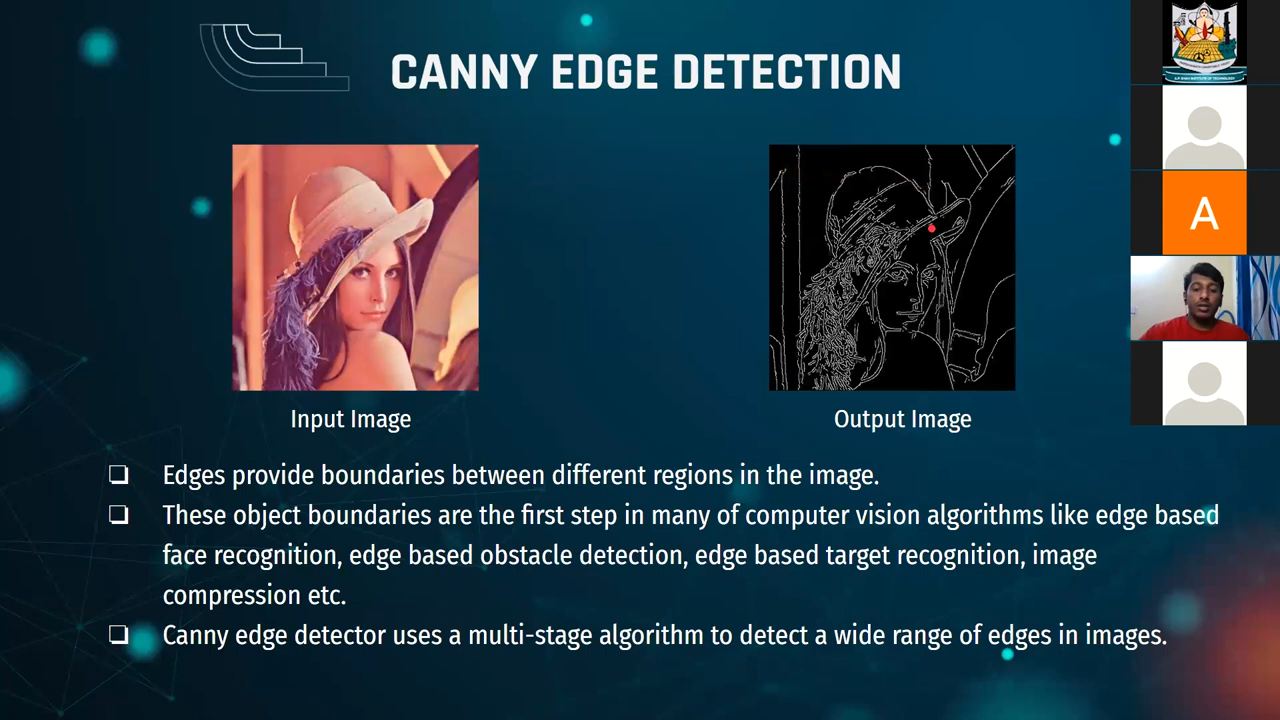 CANNY EDGE DETECTION
A
Input Image
Output Image
❏ Edges provide boundaries between different regions in the image.
❏ These object boundaries are the first step in many of computer vision algorithms like edge based
face recognition, edge based obstacle detection, edge based target recognition, image
compression etc.
❏ Canny edge detector uses a multi-stage algorithm to detect a wide range of edges in images.